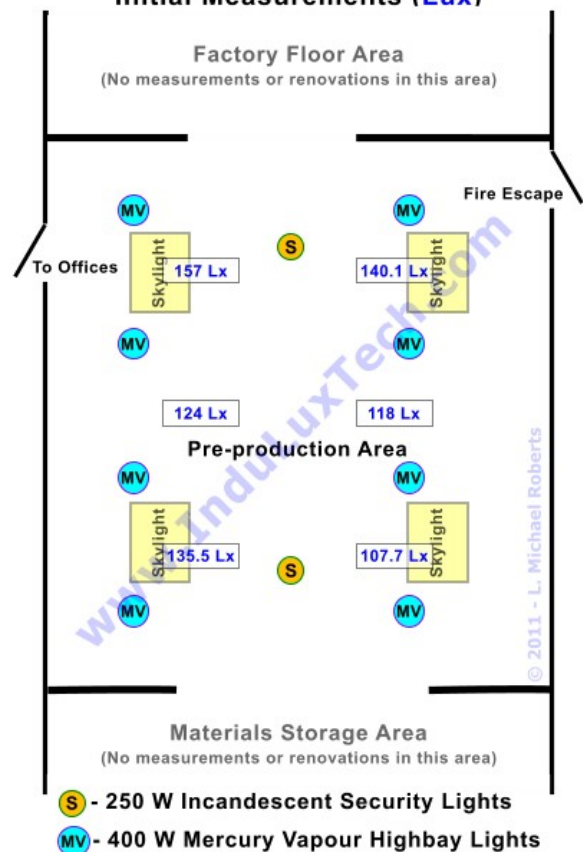 Initial Measurements (Lux)
Factory Floor Area
(No measurements or renovations in this area)
Fire Escape
MV
MV
S
To Offices
Skylight
157 Lx
140.1 Lx
Skylight
MV
MV
124 Lx
118 Lx
Pre-production Area
MV
MV
Skylight
135.5 Lx
107.7 Lx
Skylight
S
MV
MV
www.InduLuxTech.com
© 2011 - L. Michael Roberts
Materials Storage Area
(No measurements or renovations in this area)
S - 250 W Incandescent Security Lights
MV - 400 W Mercury Vapour Highbay Lights